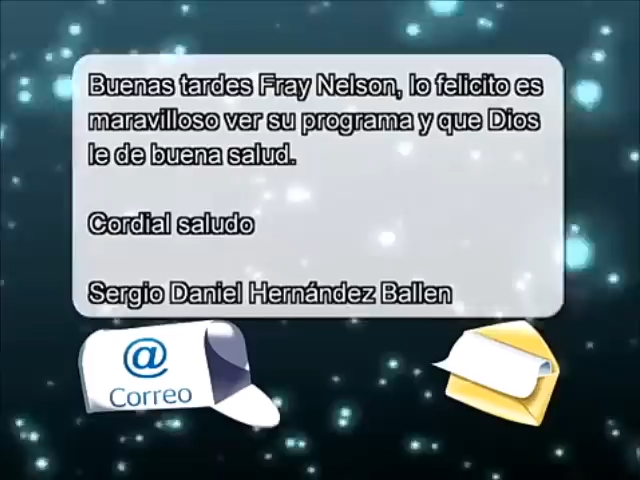 Buenas tardes Fray Nelson, lo felicito es
maravilloso ver su programa y que Dios
le de buena salud.
Cordial saludo
Sergio Daniel Hernández Ballen
@
Correo